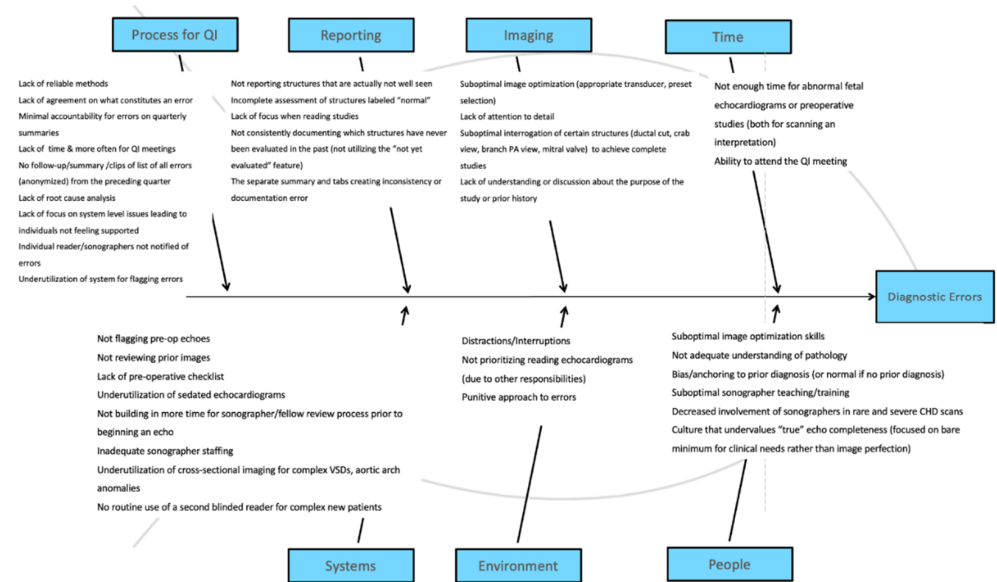 Process for QI
Reporting
Imaging
Time
Lack of reliable methods
Lack of agreement on what constitutes an error
Minimal accountability for errors on quarterly
summaries
Lack of time & more often for QI meetings
No follow-up/summary /clips of list of all errors
(anonymized) from the preceding quarter
Lack of root cause analysis
Lack of focus on system level issues leading to
individuals not feeling supported
Individual reader/sonographers not notified of
errors
Underutilization of system for flagging errors
Not reporting structures that are actually not well seen
Incomplete assessment of structures labeled "normal"
Lack of focus when reading studies
Not consistently documenting which structures have never
been evaluated in the past (not utilizing the "not yet
evaluated" feature)
The separate summary and tabs creating inconsistency or
documentation error
Suboptimal image optimization (appropriate transducer, preset
selection)
Lack of attention to detail
Suboptimal interrogation of certain structures (ductal cut, crab
view, branch PA view, mitral valve) to achieve complete
studies
Lack of understanding or discussion about the purpose of the
study or prior history
Not enough time for abnormal fetal
echocardiograms or preoperative
studies (both for scanning an
interpretation)
Ability to attend the QI meeting
Diagnostic Errors
Not flagging pre-op echoes
Not reviewing prior images
Lack of pre-operative checklist
Underutilization of sedated echocardiograms
Not building in more time for sonographer/fellow review process prior to
beginning an echo
Inadequate sonographer staffing
Underutilization of cross-sectional imaging for complex VSDs, aortic arch
anomalies
No routine use of a second blinded reader for complex new patients
Distractions/Interruptions
Not prioritizing reading echocardiograms
(due to other responsibilities)
Punitive approach to errors
Suboptimal image optimization skills
Not adequate understanding of pathology
Bias/anchoring to prior diagnosis (or normal if no prior diagnosis)
Suboptimal sonographer teaching/training
Decreased involvement of sonographers in rare and severe CHD scans
Culture that undervalues "true" echo completeness (focused on bare
minimum for clinical needs rather than image perfection)
Systems
Environment
People